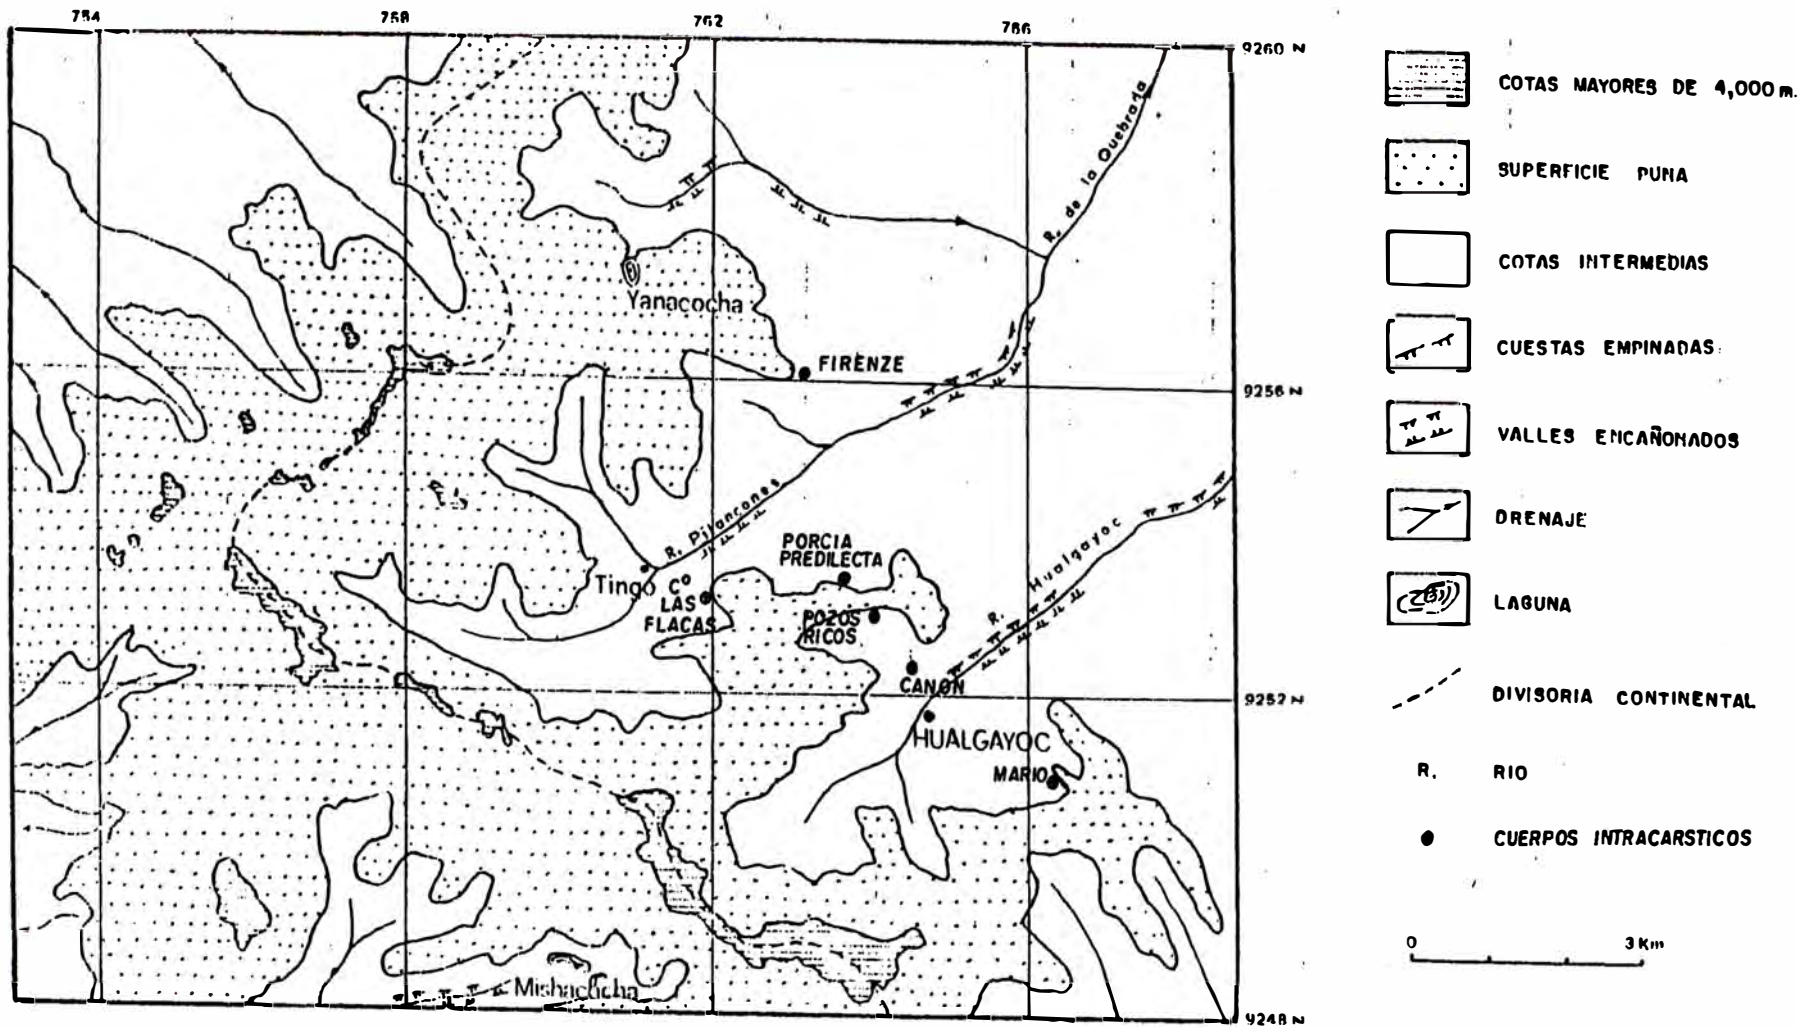 754
758
762
766
9260 N
R. de la Quebrada
Yanacocha
FIRENZE
9256 N
R. Pilancones
PORCIA
PREDILECTA
Tingo
Cº
LAS
FLACAS
POZOS
RICOS
R. Hualgayoc
CANON
9252 N
HUALGAYOC
MARIO
Mishacocha
9248 N
COTAS MAYORES DE 4,000 m.
SUPERFICIE PUNA
COTAS INTERMEDIAS
CUESTAS EMPINADAS
VALLES ENCAÑONADOS
DRENAJE
LAGUNA
DIVISORIA CONTINENTAL
R. RIO
CUERPOS INTRACARSTICOS
0 3 Km